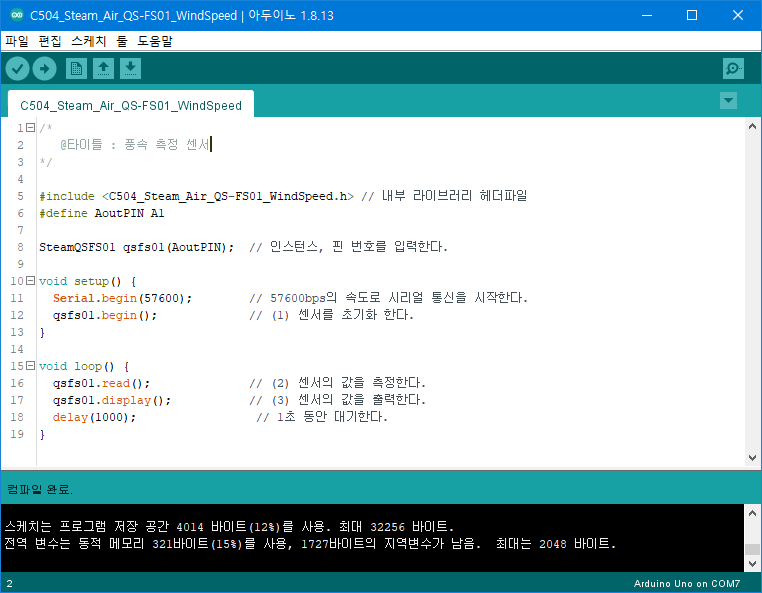 C504_Steam_Air_QS-FS01_WindSpeed | 아두이노 1.8.13
파일 편집 스케치 툴 도움말
C504_Steam_Air_QS-FS01_WindSpeed
1 /*
2 @타이틀 : 풍속 측정 센서
3 */
4
5 #include <C504_Steam_Air_QS-FS01_WindSpeed.h> // 내부 라이브러리 헤더파일
6 #define AoutPIN A1
7
8 SteamQSFS01 qsfs01(AoutPIN); // 인스턴스, 핀 번호를 입력한다.
9
10 void setup() {
11 Serial.begin(57600); // 57600bps의 속도로 시리얼 통신을 시작한다.
12 qsfs01.begin(); // (1) 센서를 초기화 한다.
13 }
14
15 void loop() {
16 qsfs01.read(); // (2) 센서의 값을 측정한다.
17 qsfs01.display(); // (3) 센서의 값을 출력한다.
18 delay(1000); // 1초 동안 대기한다.
19 }
컴파일 완료.
스케치는 프로그램 저장 공간 4014 바이트(12%)를 사용. 최대 32256 바이트.
전역 변수는 동적 메모리 321바이트(15%)를 사용, 1727바이트의 지역변수가 남음.  최대는 2048 바이트.
2
Arduino Uno on COM7